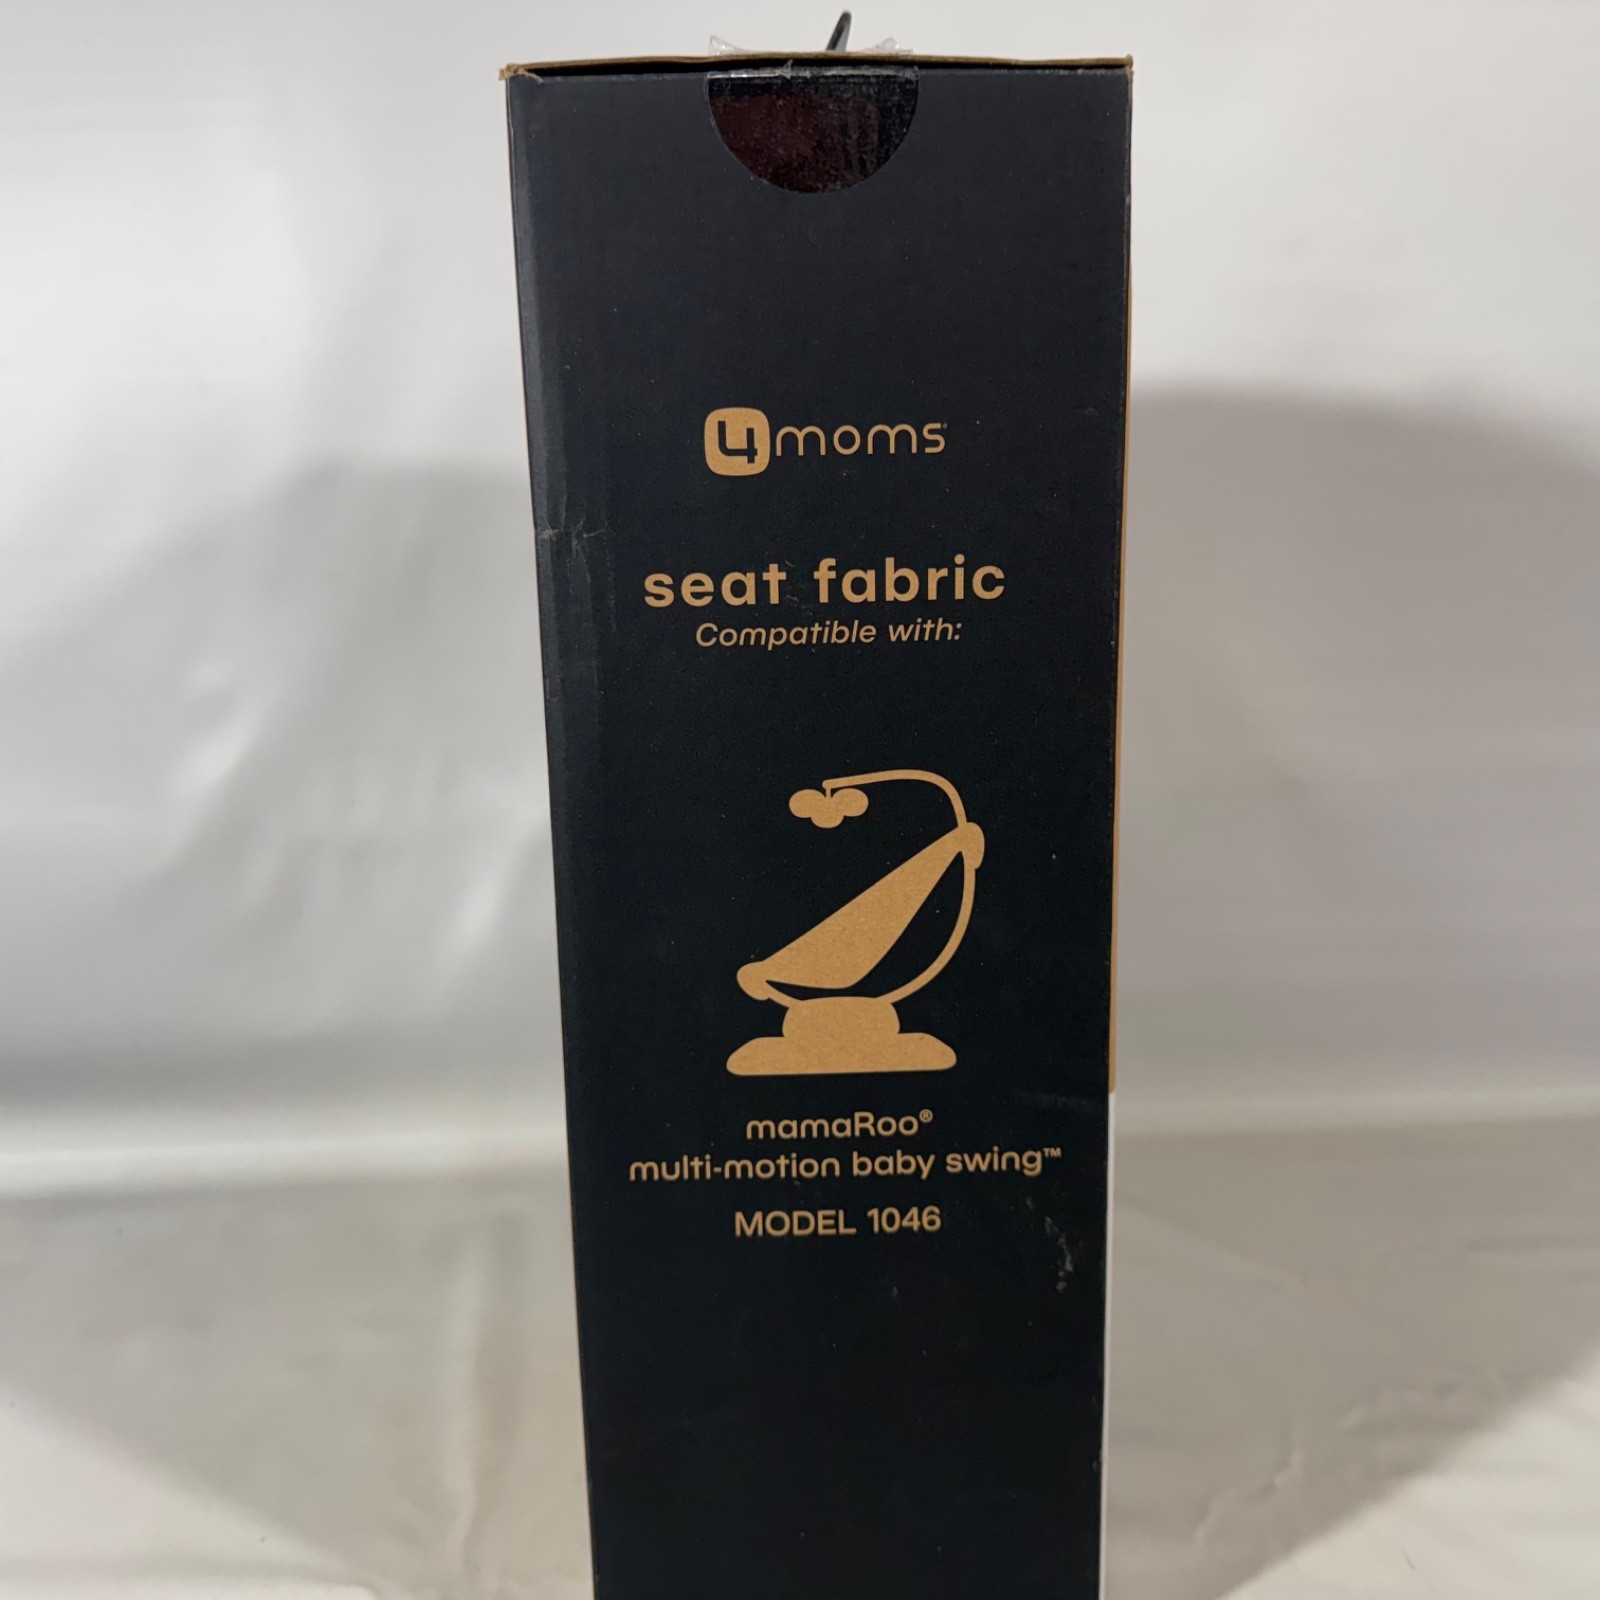 4moms®
seat fabric
Compatible with:
mamaRoo®
multi-motion baby swing™
MODEL 1046